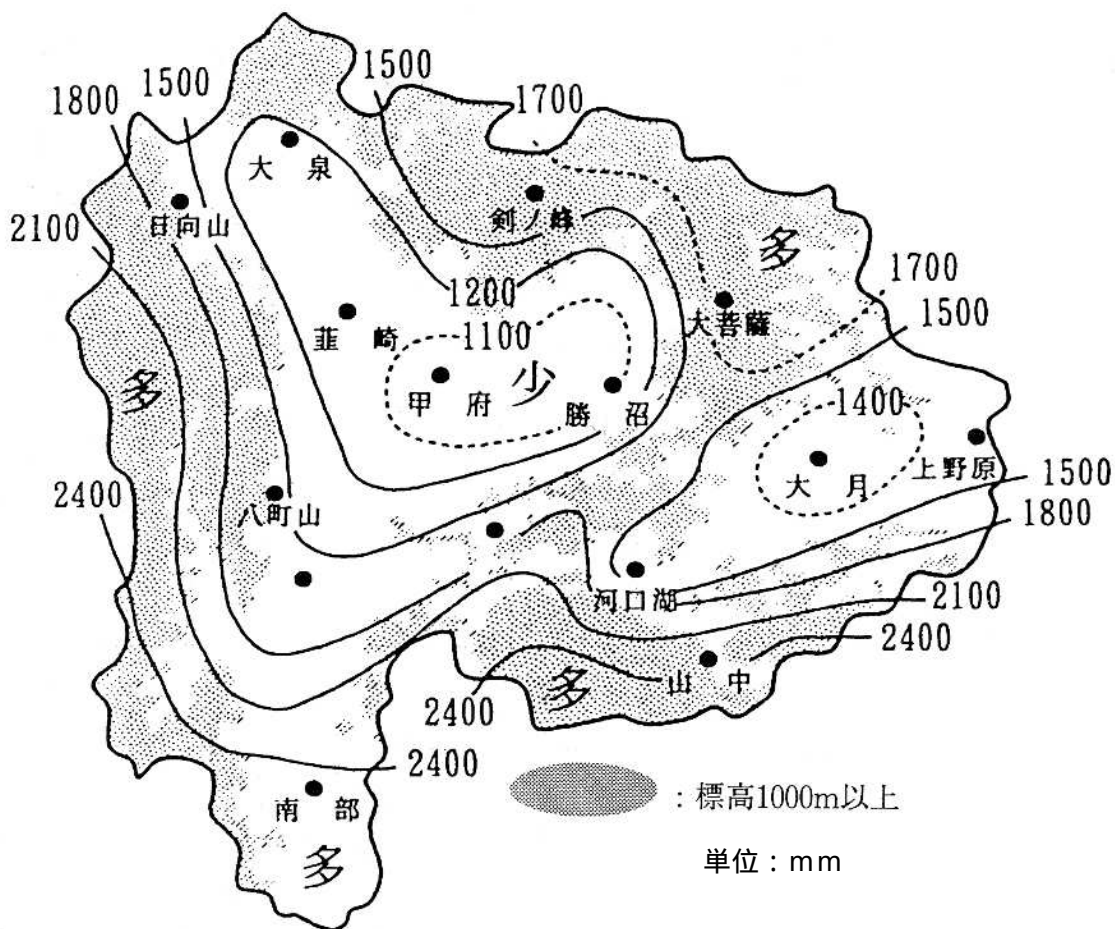 1500
1500
1800
1700
大泉
日向山
剣ノ峰
2100
多
1700
1200
大菩薩
1500
1100
韮崎
少
多
甲府
勝沼
1400
上野原
大月
1500
2400
八町山
1800
河口湖
2100
2400
山中
多
2400
2400
：標高1000m以上
南部
多
単位：mm